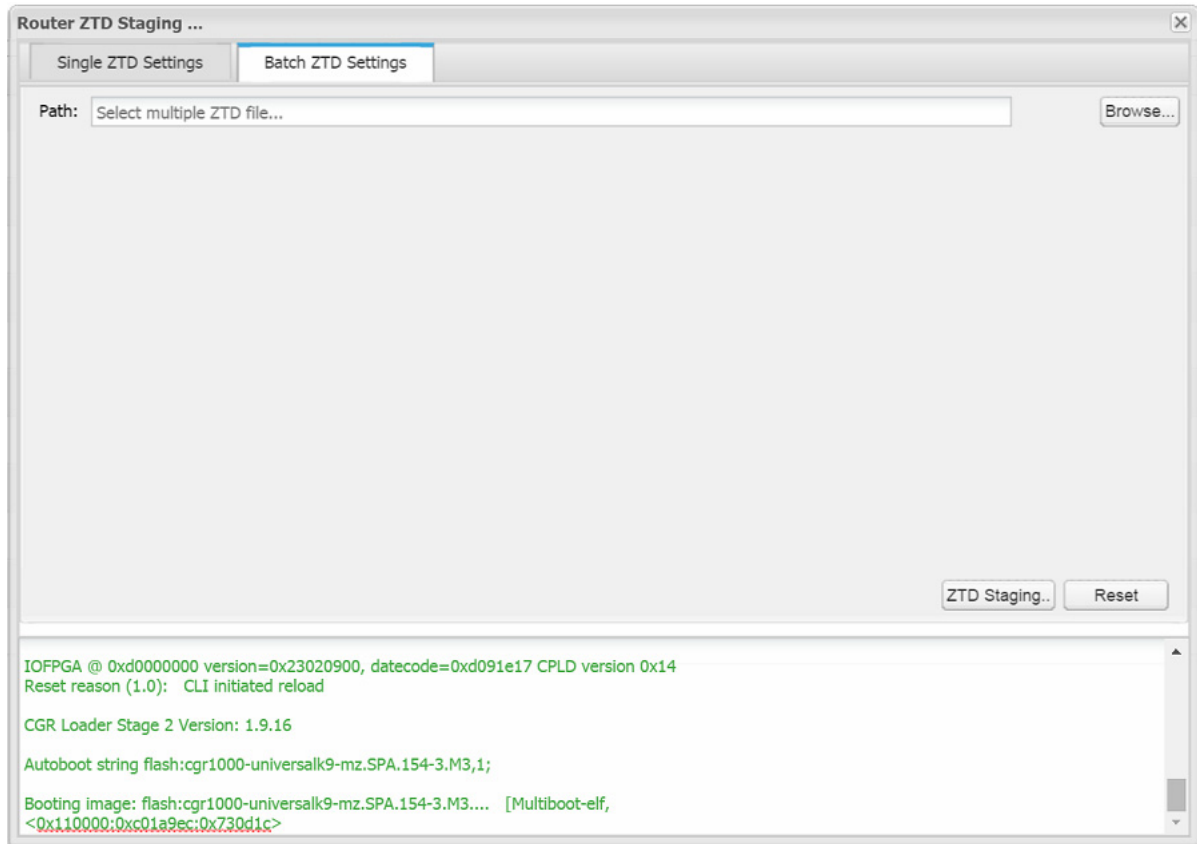 Router ZTD Staging ...
Single ZTD Settings
Batch ZTD Settings
Path:
Select multiple ZTD file...
Browse...
ZTD Staging..
Reset
IOFPGA @ 0xd0000000 version=0x23020900, datecode=0xd091e17 CPLD version 0x14
Reset reason (1.0):   CLI initiated reload
CGR Loader Stage 2 Version: 1.9.16
Autoboot string flash:cgr1000-universalk9-mz.SPA.154-3.M3,1;
Booting image: flash:cgr1000-universalk9-mz.SPA.154-3.M3....   [Multiboot-elf,
<0x110000:0xc01a9ec:0x730d1c>